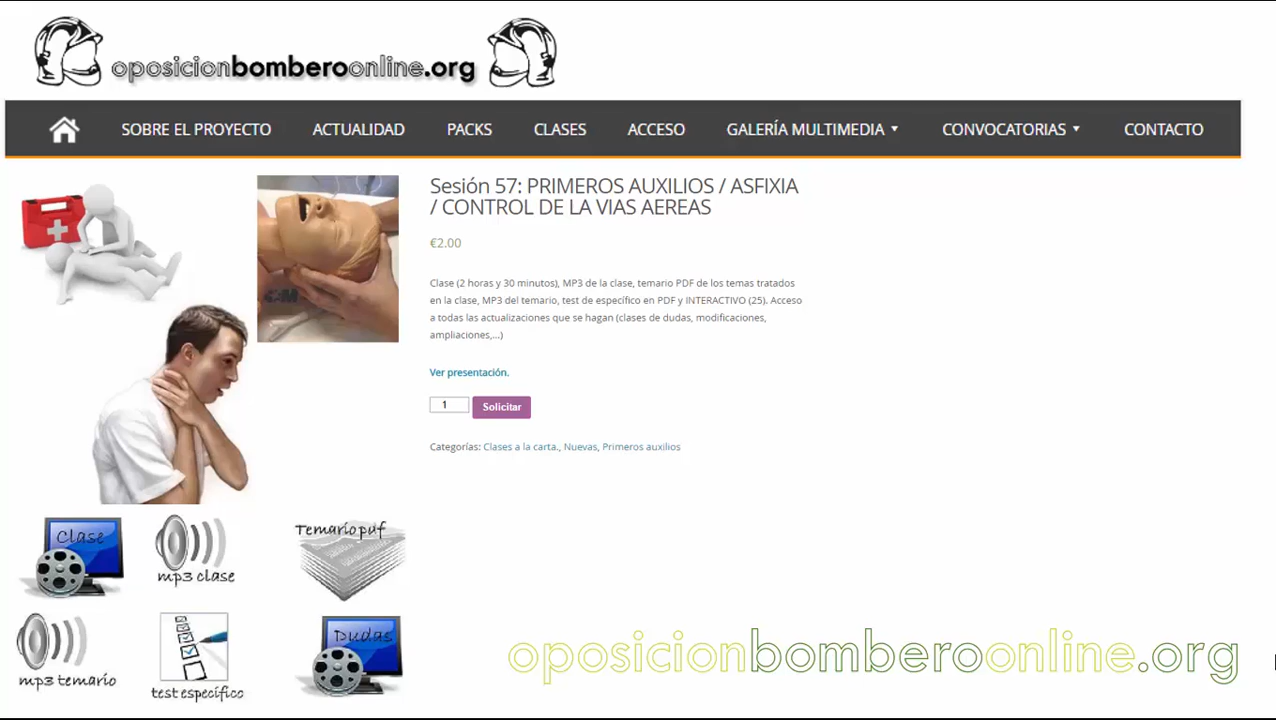 oposicionbomberoonline.org
SOBRE EL PROYECTO ACTUALIDAD PACKS CLASES ACCESO GALERÍA MULTIMEDIA CONVOCATORIAS CONTACTO
Sesión 57: PRIMEROS AUXILIOS / ASFIXIA
/ CONTROL DE LA VIAS AEREAS
€2.00
Clase (2 horas y 30 minutos), MP3 de la clase, temario PDF de los temas tratados
en la clase, MP3 del temario, test de específico en PDF y INTERACTIVO (25). Acceso
a todas las actualizaciones que se hagan (clases de dudas, modificaciones,
ampliaciones,...)
Ver presentación.
1 Solicitar
Categorías: Clases a la carta., Nuevas, Primeros auxilios
Clase
mp3 clase
Temario pdf
mp3 temario
test específico
Dudas
oposicionbomberoonline.org